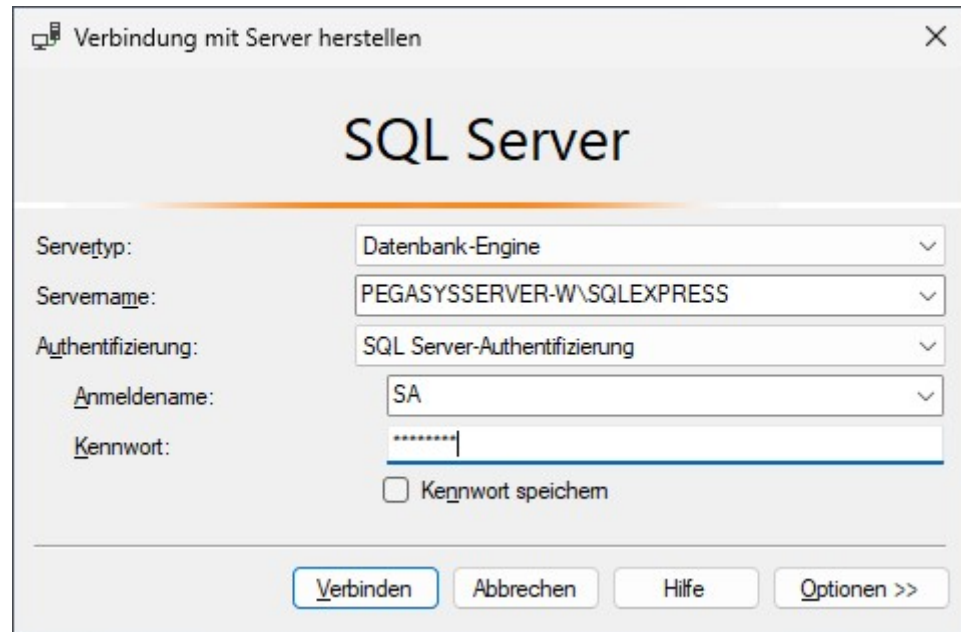 Verbindung mit Server herstellen
SQL Server
Servertyp: Datenbank-Engine
Servername: PEGASYSSERVER-W\SQLEXPRESS
Authentifizierung: SQL Server-Authentifizierung
Anmeldename: SA
Kennwort: ********
Kennwort speichern
Verbinden Abbrechen Hilfe Optionen >>